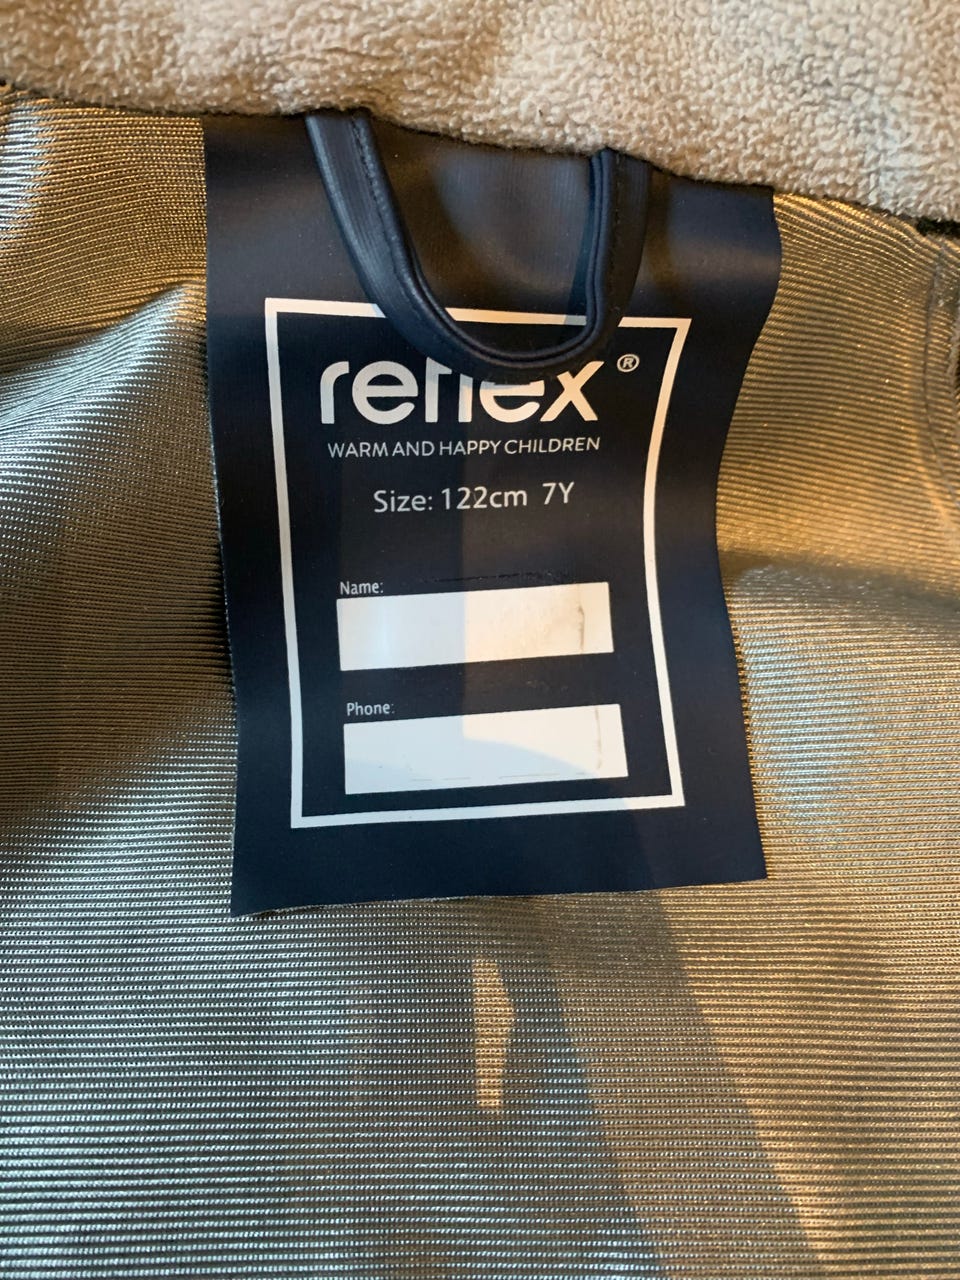 reflex®
WARM AND HAPPY CHILDREN
Size: 122cm 7Y
Name:
Phone: